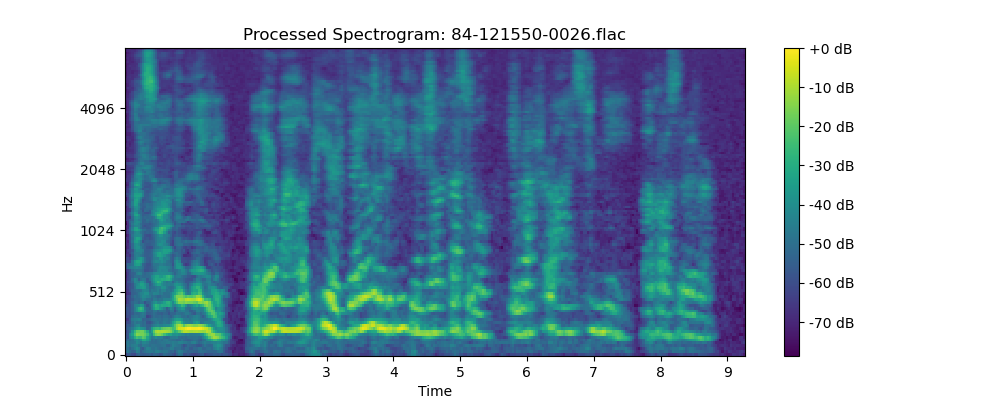 Processed Spectrogram: 84-121550-0026.flac
Hz
4096
2048
1024
512
0
0 1 2 3 4 5 6 7 8 9
Time
+0 dB
-10 dB
-20 dB
-30 dB
-40 dB
-50 dB
-60 dB
-70 dB